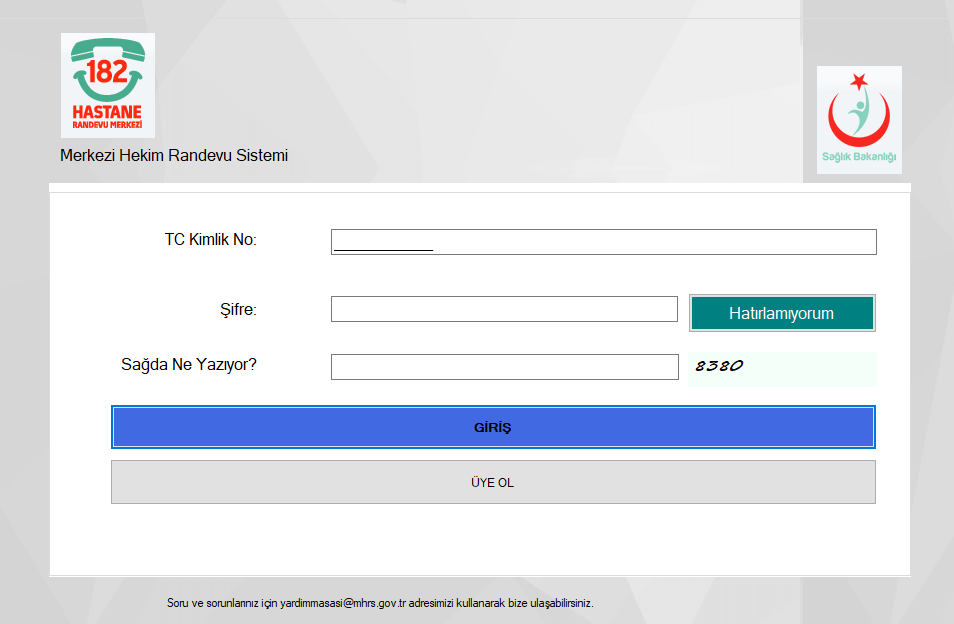 182
HASTANE
RANDEVU MERKEZİ
Sağlık Bakanlığı
Merkezi Hekim Randevu Sistemi
TC Kimlik No:
Şifre:
Hatırlamıyorum
Sağda Ne Yazıyor?
8380
GİRİŞ
ÜYE OL
Soru ve sorunlarınız için yardimmasasi@mhrs.gov.tr adresimizi kullanarak bize ulaşabilirsiniz.